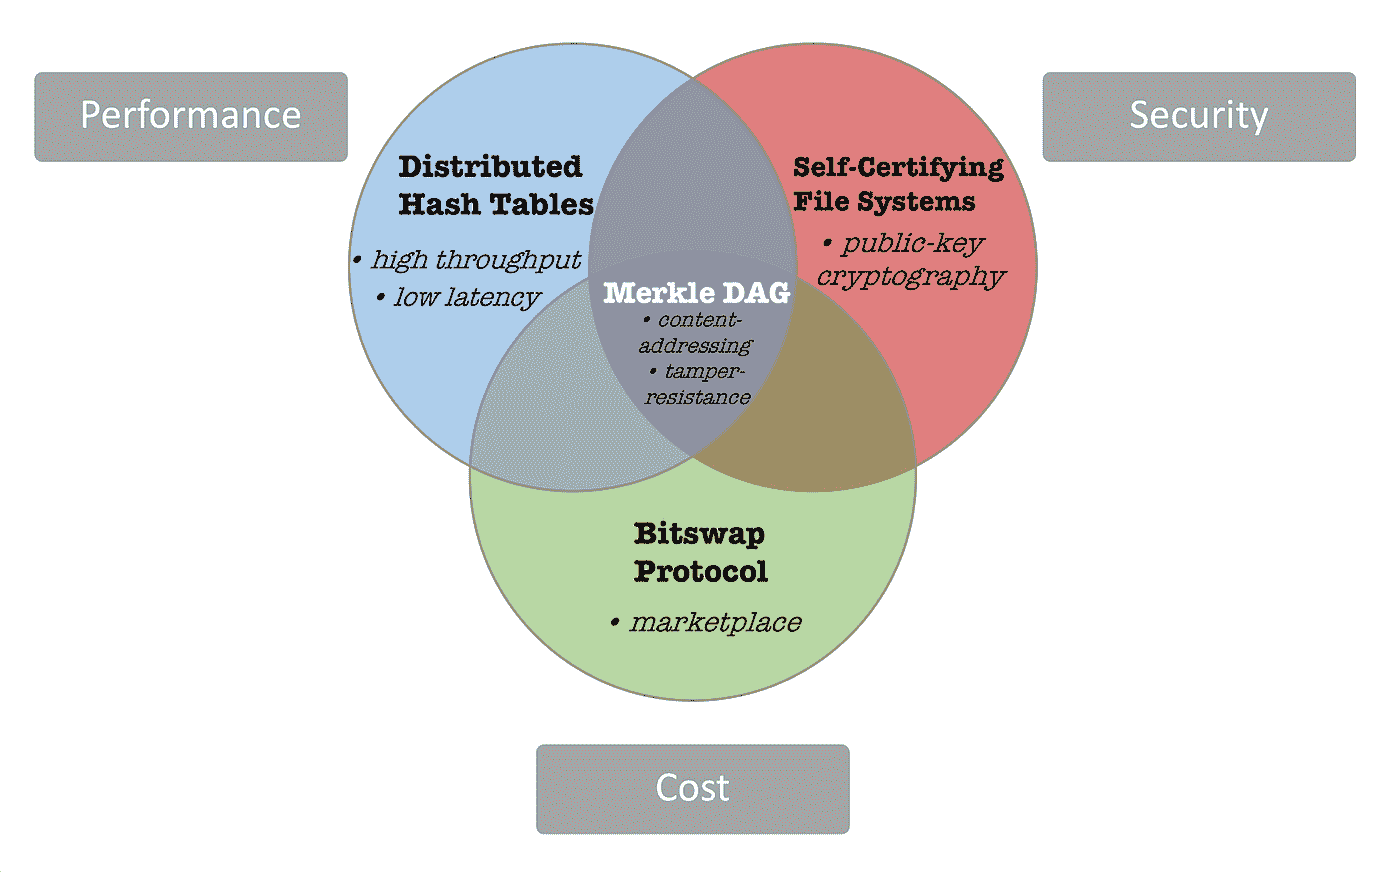 Performance
Security
Distributed
Hash Tables
• high throughput
• low latency
Self-Certifying
File Systems
• public-key
cryptography
Merkle DAG
• content-
addressing
• tamper-
resistance
Bitswap
Protocol
• marketplace
Cost